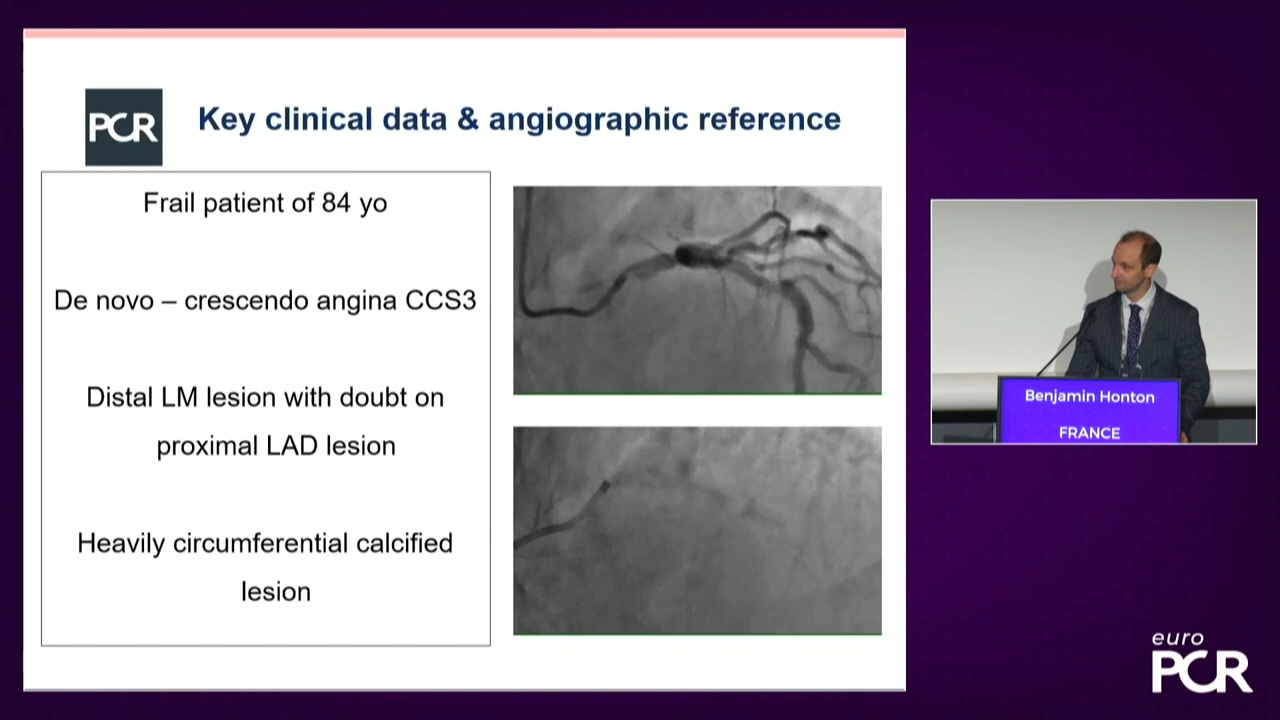 PCR
Key clinical data & angiographic reference
Frail patient of 84 yo
De novo – crescendo angina CCS3
Distal LM lesion with doubt on
proximal LAD lesion
Heavily circumferential calcified
lesion
Benjamin Honton
FRANCE
euro
PCR